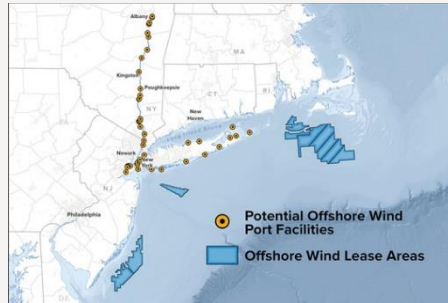 Albany
MA
Kingston
Poughkeepsie
CT
RI
NY
New
Haven
Newark
New
York
NJ
Philadelphia
Potential Offshore Wind
Port Facilities
Offshore Wind Lease Areas
DE